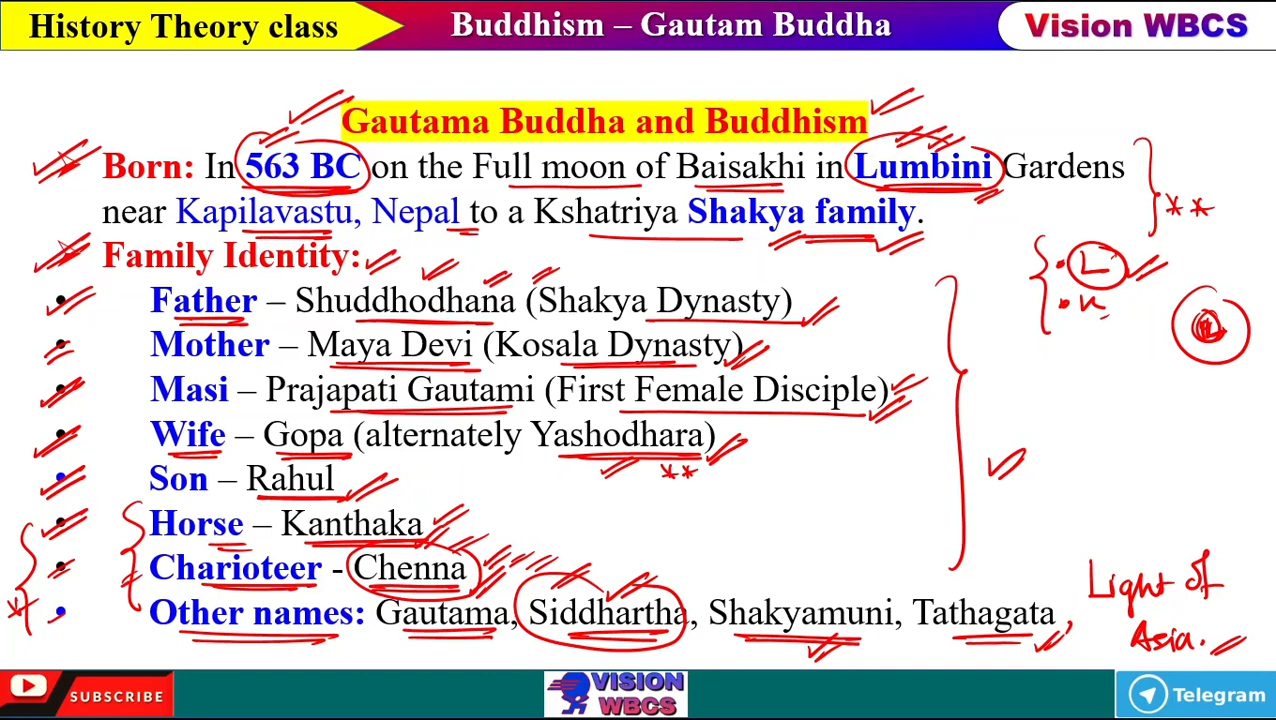 History Theory class
Buddhism – Gautam Buddha
Vision WBCS
Gautama Buddha and Buddhism
Born: In 563 BC on the Full moon of Baisakhi in Lumbini Gardens
near Kapilavastu, Nepal to a Kshatriya Shakya family.
Family Identity:
• Father – Shuddhodhana (Shakya Dynasty)
• Mother – Maya Devi (Kosala Dynasty)
• Masi – Prajapati Gautami (First Female Disciple)
• Wife – Gopa (alternately Yashodhara)
• Son – Rahul
• Horse – Kanthaka
• Charioteer - Chenna
• Other names: Gautama, Siddhartha, Shakyamuni, Tathagata,
Light of
Asia.
• L
SUBSCRIBE
VISION
WBCS
Telegram